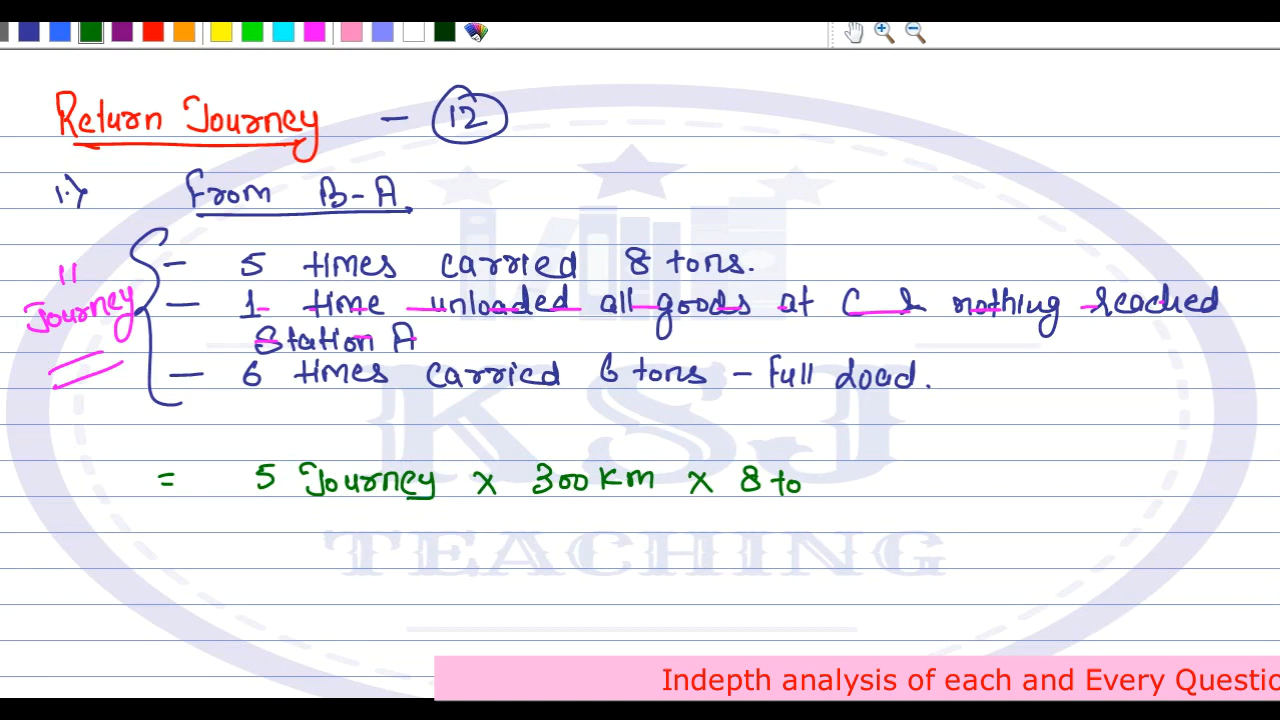 Return Journey - 12
1.) From B-A
- 5 times carried 8 tons.
- 1 time unloaded all goods at C & nothing reached
Station A
- 6 times carried 6 tons - Full Load.
11
Journey
= 5 Journey x 300 Km x 8 to
KSJ
TEACHING
Indepth analysis of each and Every Questio